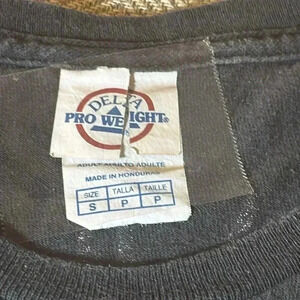 DELTA
PRO WEIGHT®
ADULT ADULTO ADULTE
MADE IN HONDURAS
SIZE TALLA TAILLE
S P P